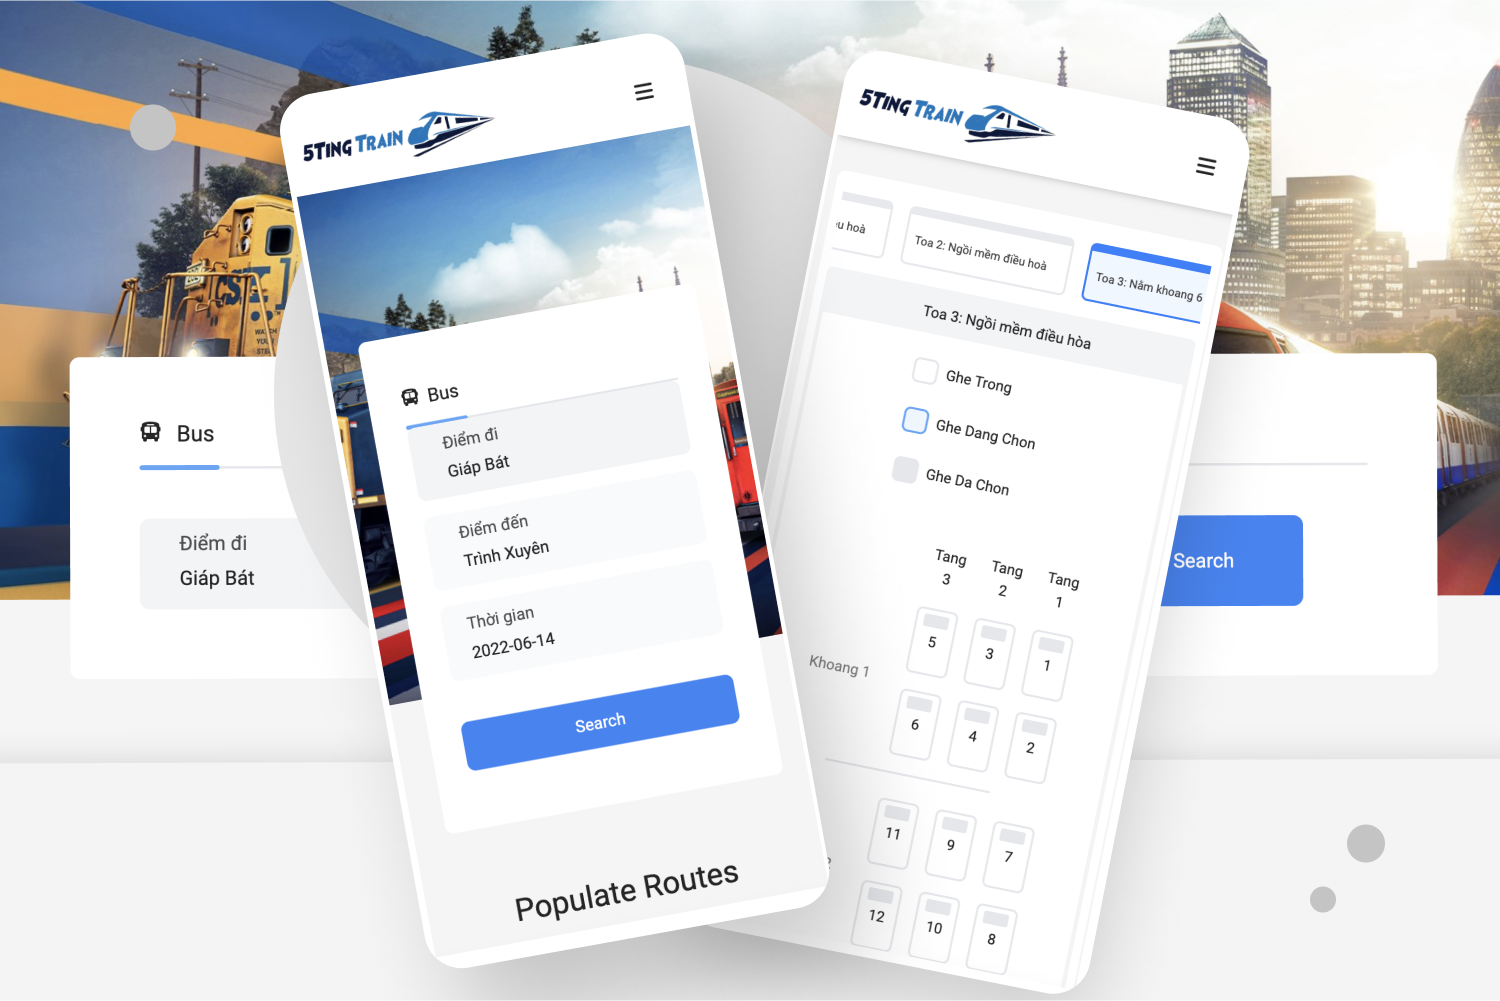 Bus
Điểm đi
Giáp Bát
5Ting Train
Bus
Điểm đi
Giáp Bát
Điểm đến
Trình Xuyên
Thời gian
2022-06-14
Search
Populate Routes
5Ting Train
u hoà
Toa 2: Ngồi mềm điều hoà
Toa 3: Nằm khoang 6
Toa 3: Ngồi mềm điều hòa
Ghe Trong
Ghe Dang Chon
Ghe Da Chon
Tang 3
Tang 2
Tang 1
Khoang 1
5 3 1
6 4 2
11 9 7
12 10 8
Search